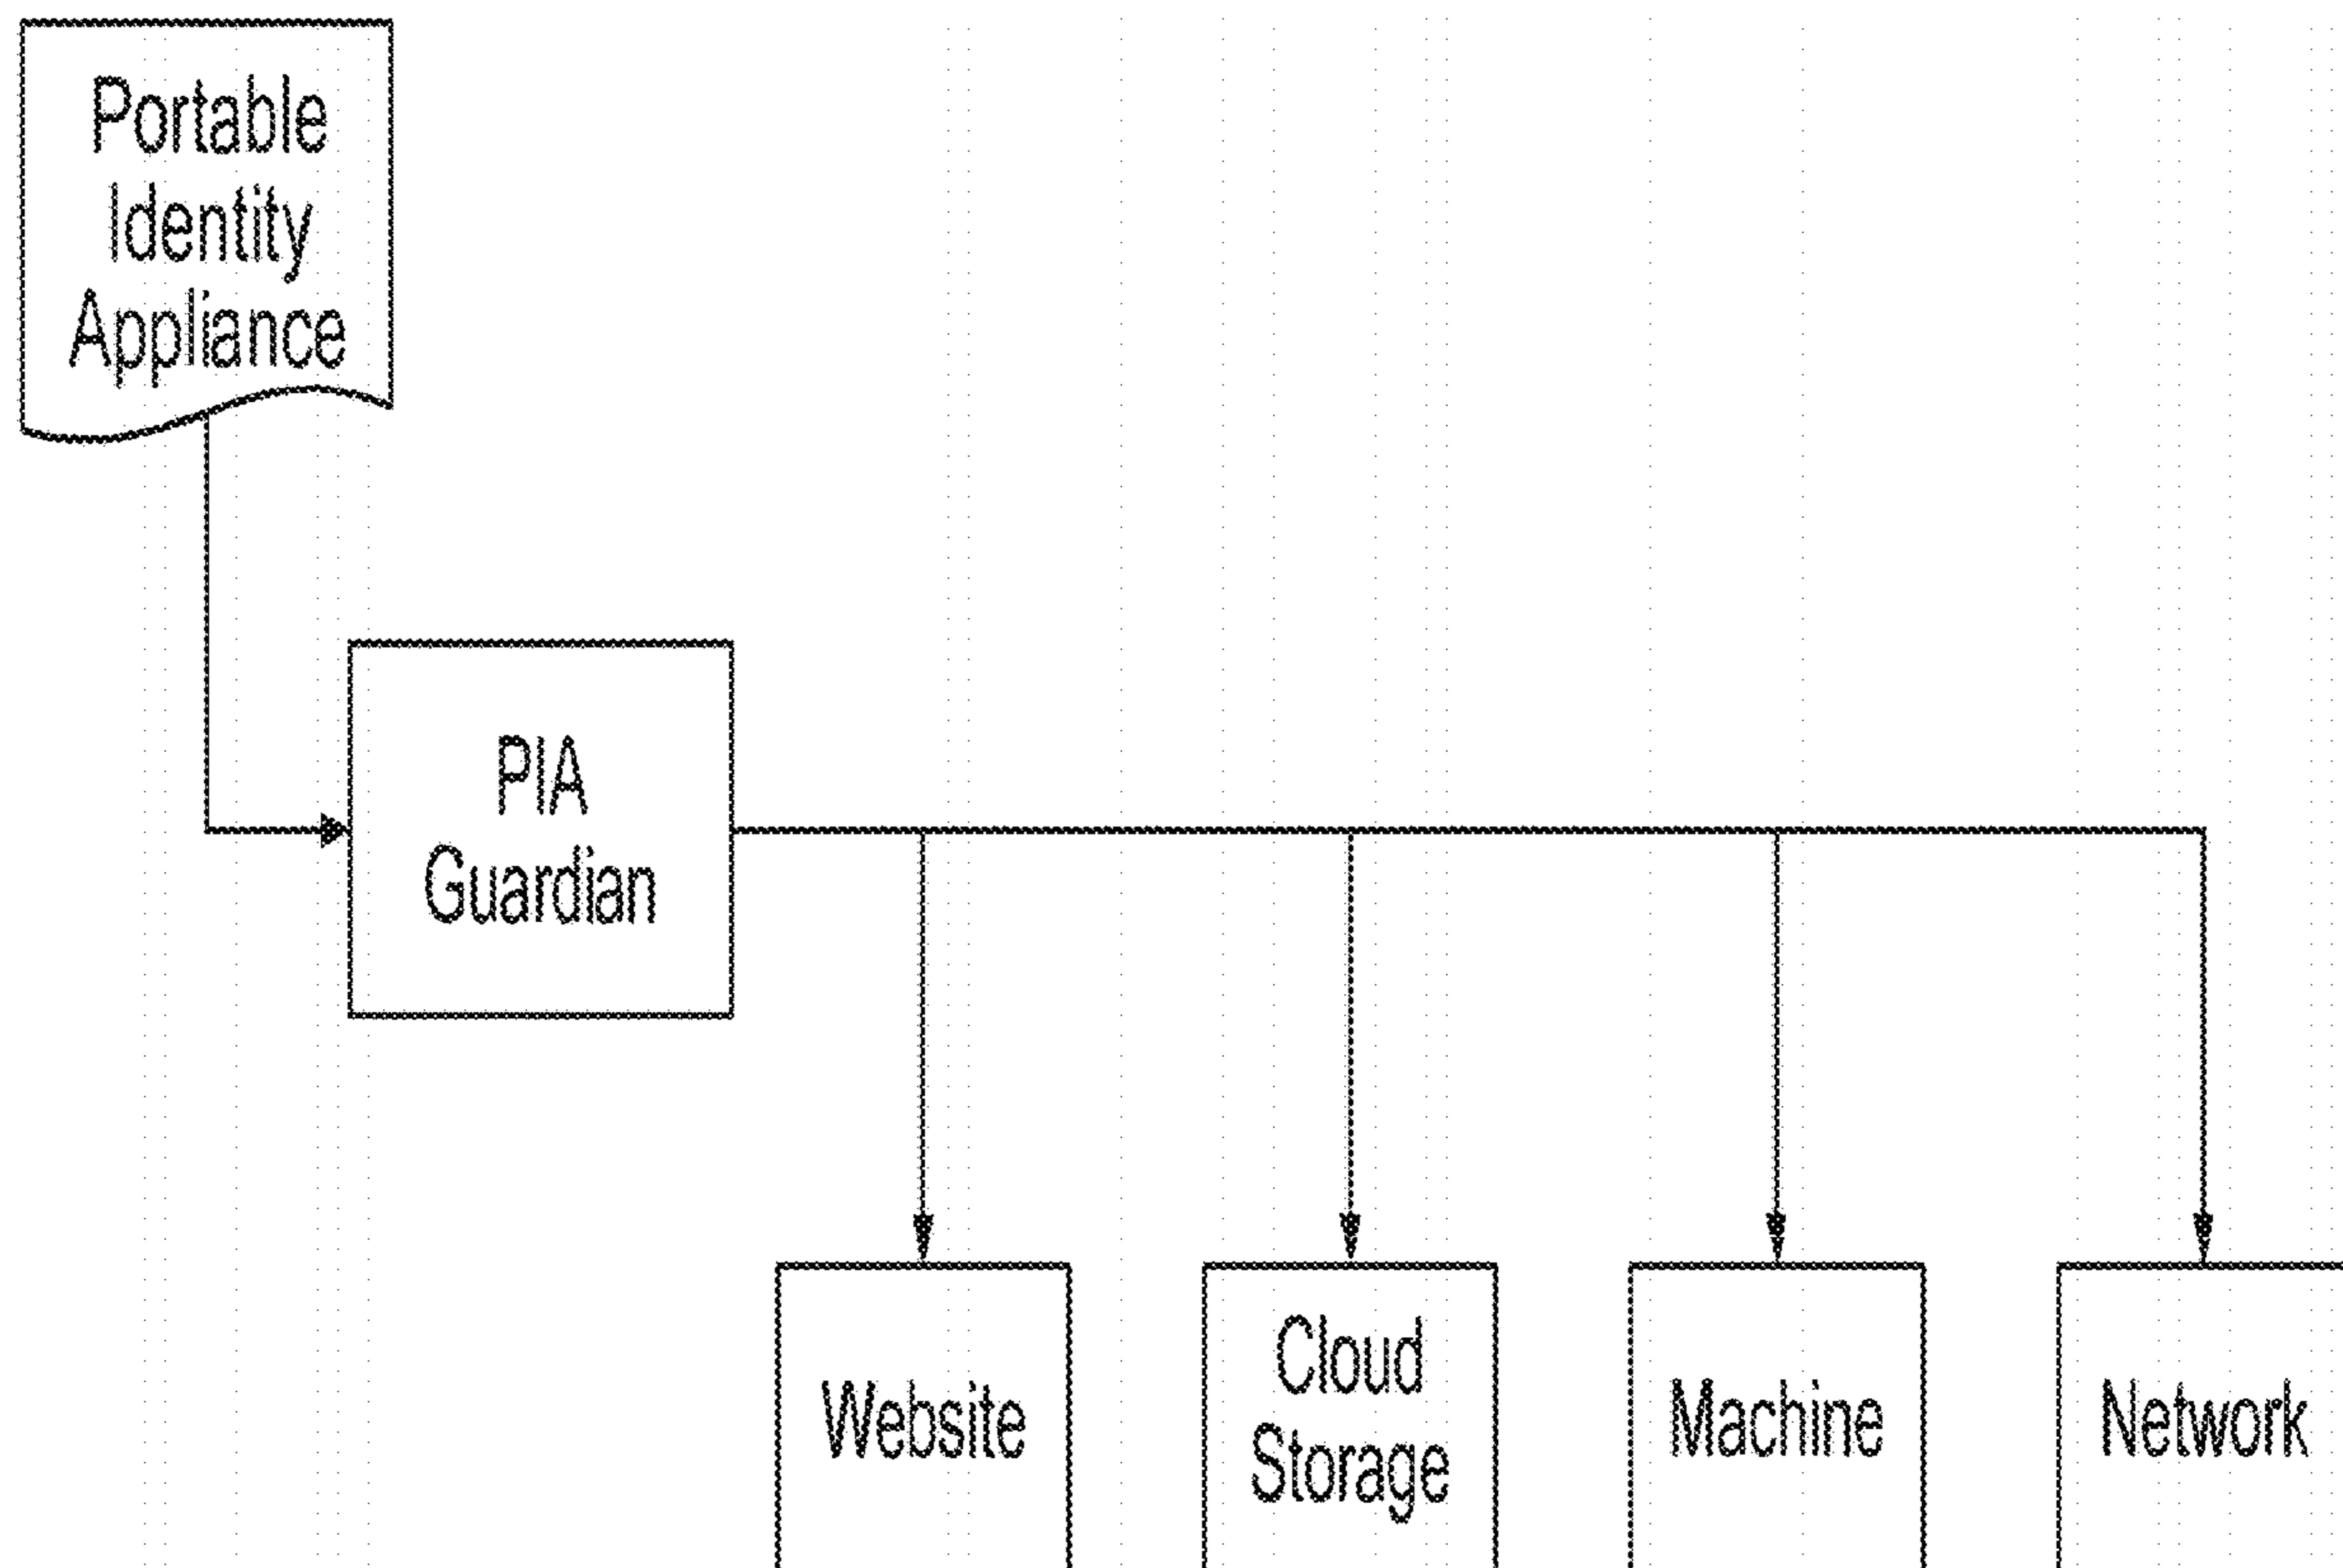 Portable
Identity
Appliance
PIA
Guardian
Website
Cloud
Storage
Machine
Network